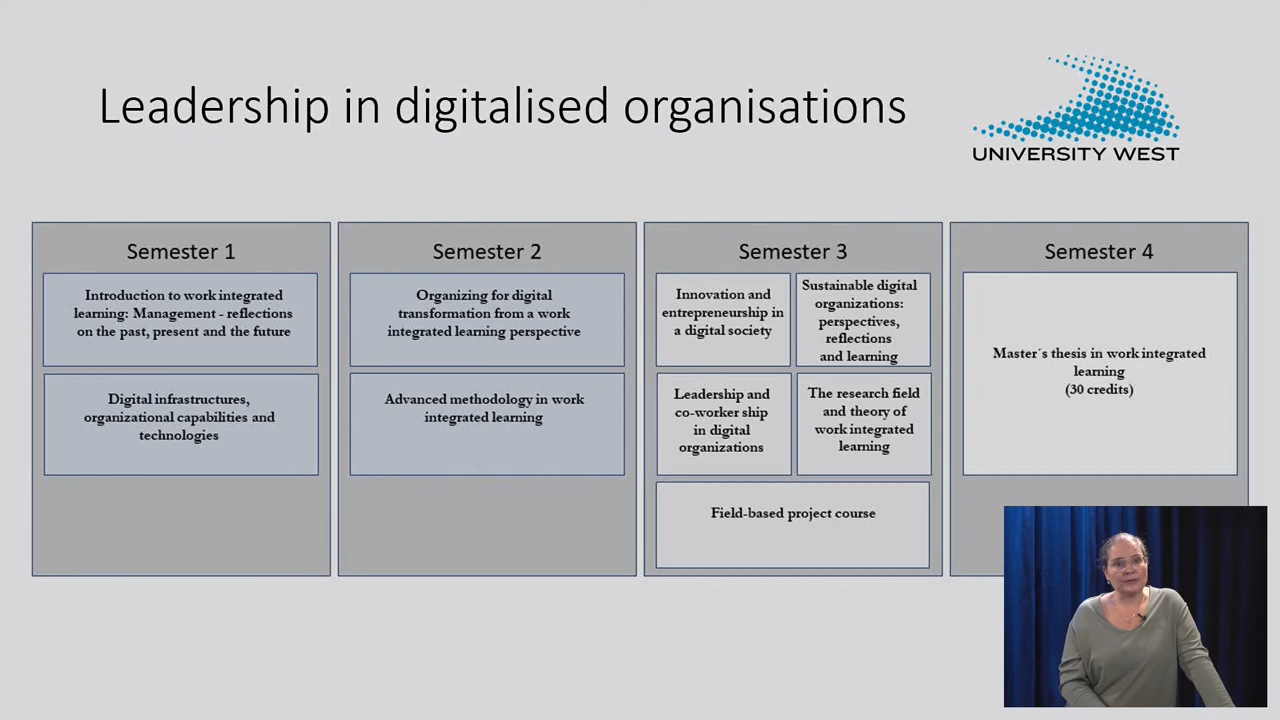 Leadership in digitalised organisations
UNIVERSITY WEST
Semester 1
Introduction to work integrated
learning: Management - reflections
on the past, present and the future
Digital infrastructures,
organizational capabilities and
technologies
Semester 2
Organizing for digital
transformation from a work
integrated learning perspective
Advanced methodology in work
integrated learning
Semester 3
Innovation and
entrepreneurship in
a digital society
Sustainable digital
organizations:
perspectives,
reflections
and learning
Leadership and
co-worker ship
in digital
organizations
The research field
and theory of
work integrated
learning
Field-based project course
Semester 4
Master´s thesis in work integrated
learning
(30 credits)